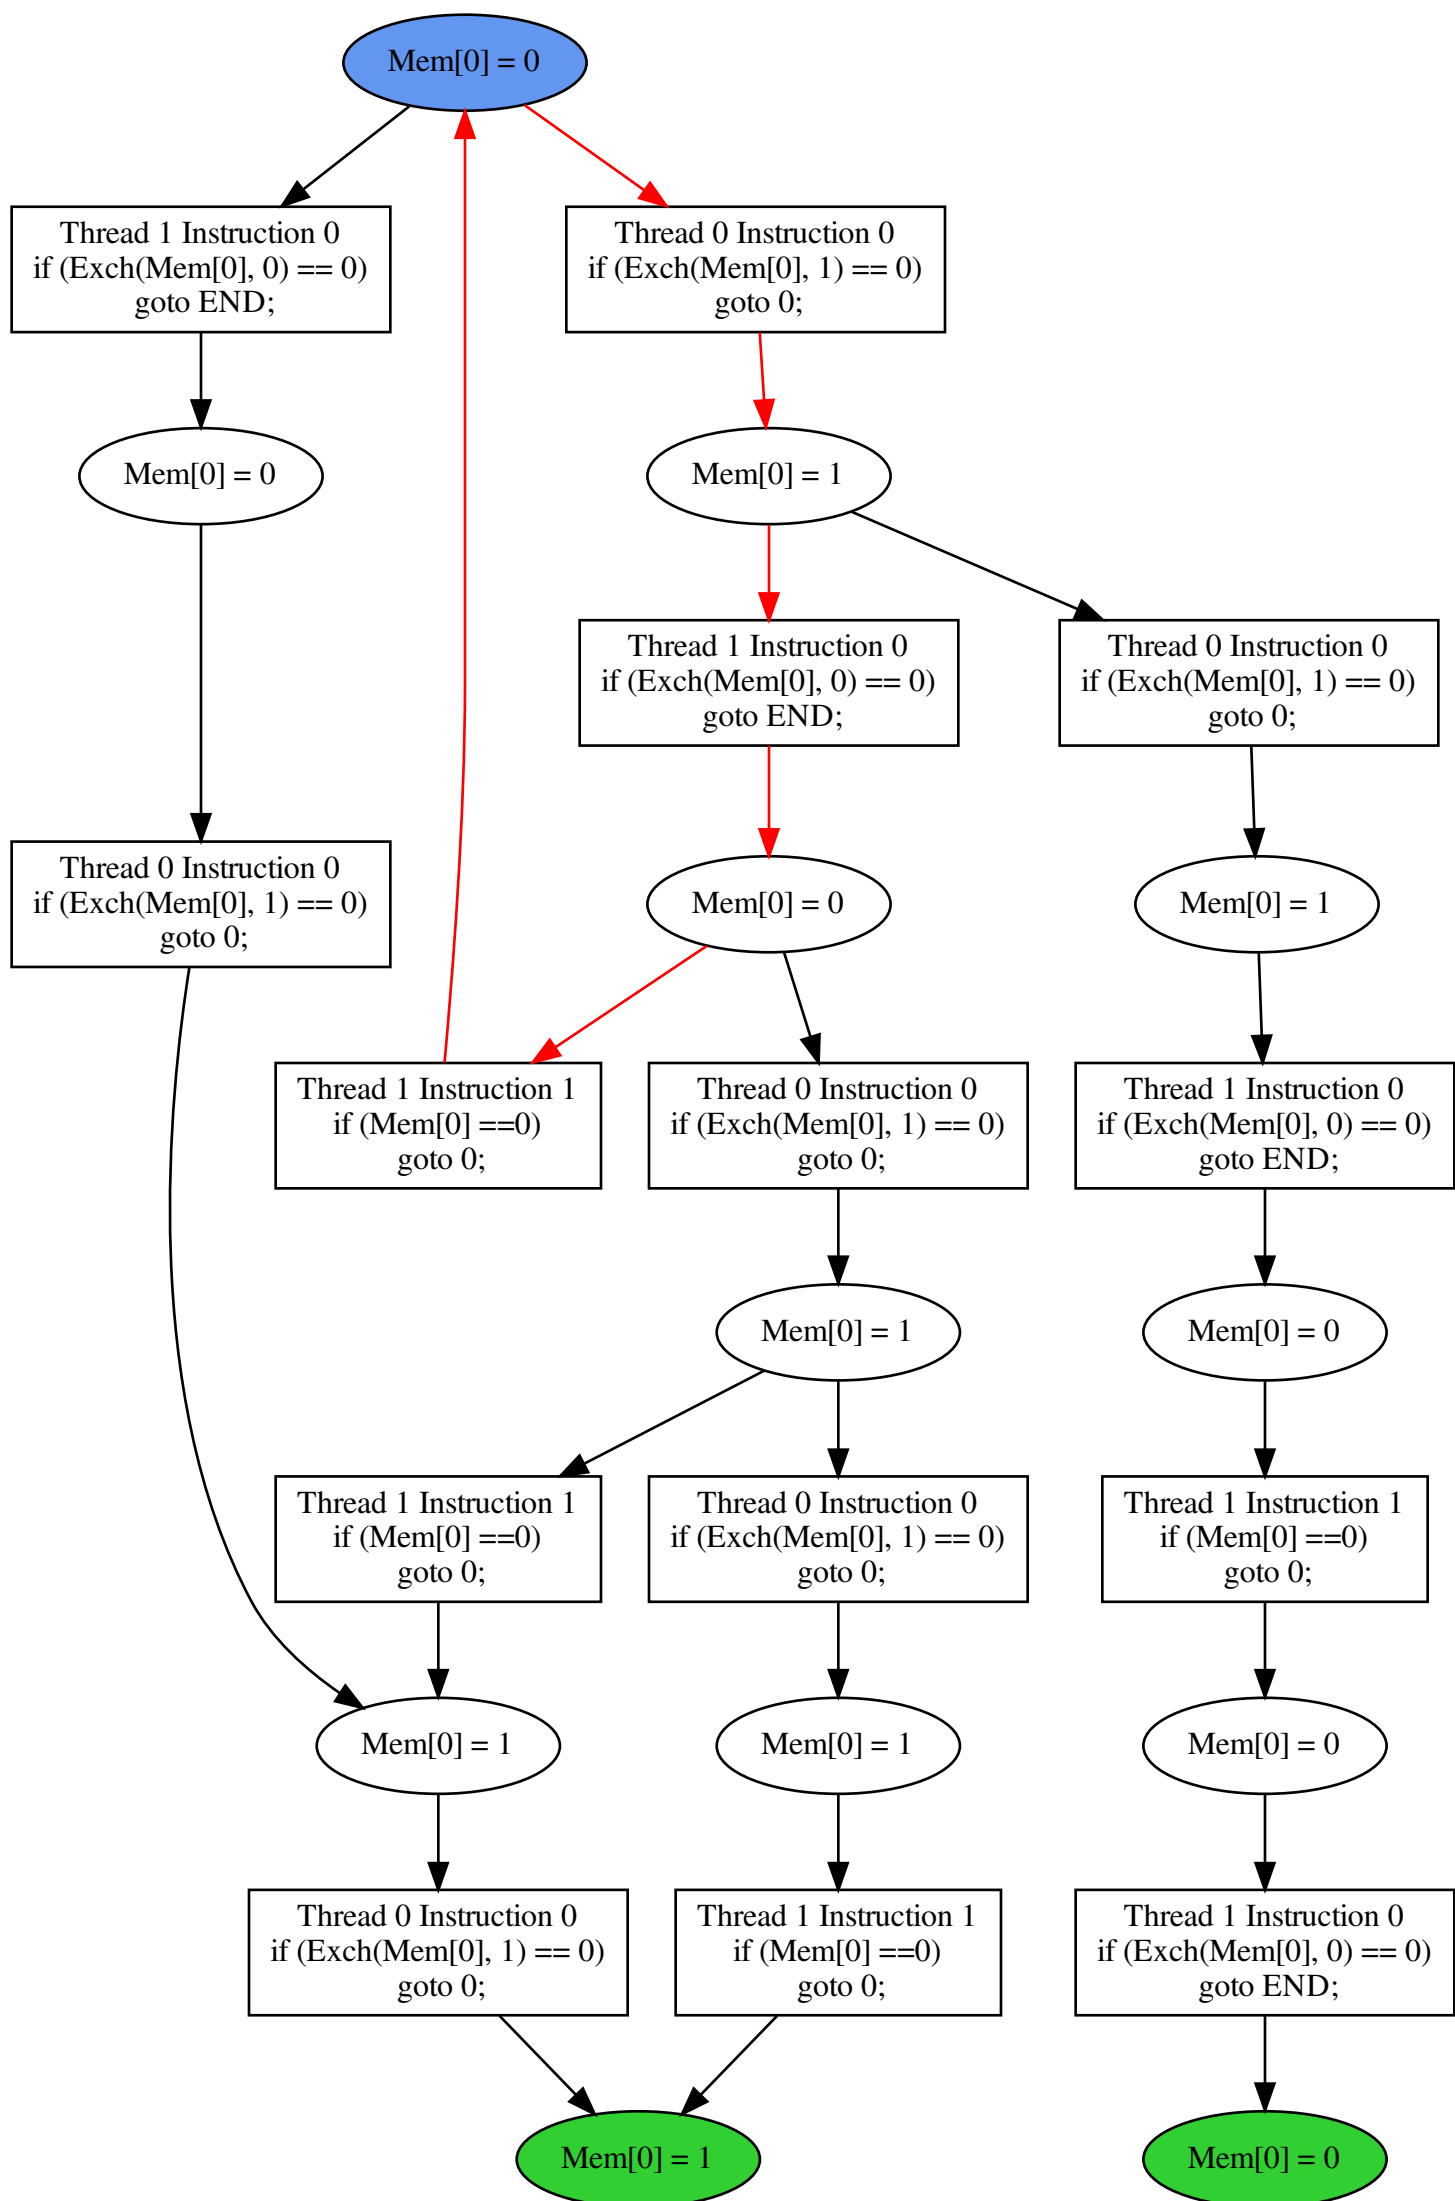 Mem[0] = 0
Thread 1 Instruction 0
if (Exch(Mem[0], 0) == 0)
goto END;
Thread 0 Instruction 0
if (Exch(Mem[0], 1) == 0)
goto 0;
Mem[0] = 0
Mem[0] = 1
Thread 1 Instruction 0
if (Exch(Mem[0], 0) == 0)
goto END;
Thread 0 Instruction 0
if (Exch(Mem[0], 1) == 0)
goto 0;
Thread 0 Instruction 0
if (Exch(Mem[0], 1) == 0)
goto 0;
Mem[0] = 0
Mem[0] = 1
Thread 1 Instruction 1
if (Mem[0] ==0)
goto 0;
Thread 0 Instruction 0
if (Exch(Mem[0], 1) == 0)
goto 0;
Thread 1 Instruction 0
if (Exch(Mem[0], 0) == 0)
goto END;
Mem[0] = 1
Mem[0] = 0
Thread 1 Instruction 1
if (Mem[0] ==0)
goto 0;
Thread 0 Instruction 0
if (Exch(Mem[0], 1) == 0)
goto 0;
Thread 1 Instruction 1
if (Mem[0] ==0)
goto 0;
Mem[0] = 1
Mem[0] = 1
Mem[0] = 0
Thread 0 Instruction 0
if (Exch(Mem[0], 1) == 0)
goto 0;
Thread 1 Instruction 1
if (Mem[0] ==0)
goto 0;
Thread 1 Instruction 0
if (Exch(Mem[0], 0) == 0)
goto END;
Mem[0] = 1
Mem[0] = 0